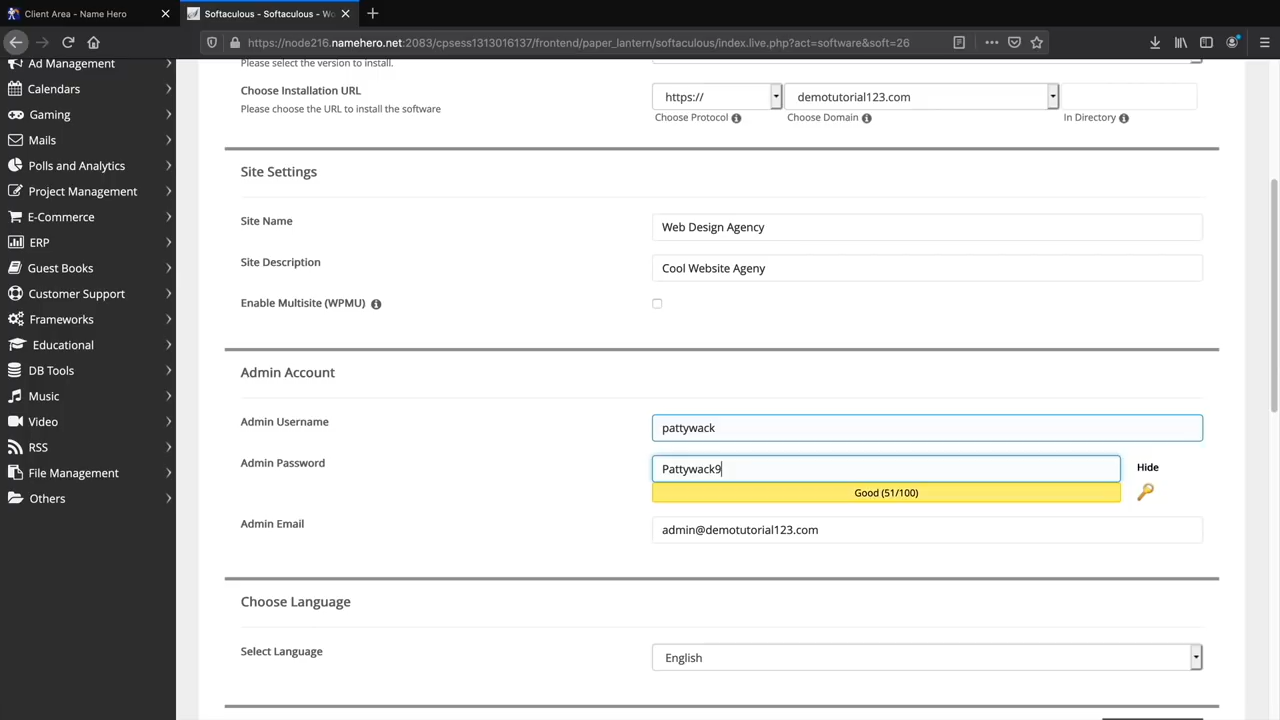 Client Area - Name Hero
Softaculous - Softaculous - Wo
https://node216.namehero.net:2083/cpsess1313016137/frontend/paper_lantern/softaculous/index.live.php?act=software&soft=26
Ad Management
Calendars
Gaming
Mails
Polls and Analytics
Project Management
E-Commerce
ERP
Guest Books
Customer Support
Frameworks
Educational
DB Tools
Music
Video
RSS
File Management
Others
Please select the version to install.
Choose Installation URL
Please choose the URL to install the software
https://
demotutorial123.com
Choose Protocol
Choose Domain
In Directory
Site Settings
Site Name
Web Design Agency
Site Description
Cool Website Ageny
Enable Multisite (WPMU)
Admin Account
Admin Username
pattywack
Admin Password
Pattywack9
Hide
Good (51/100)
Admin Email
admin@demotutorial123.com
Choose Language
Select Language
English